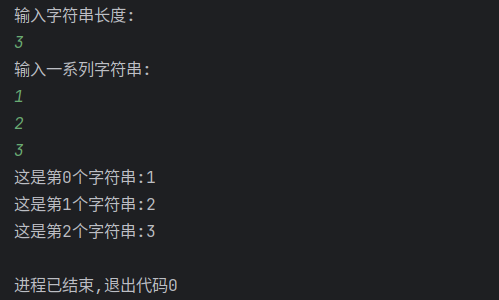 输入字符串长度:
3
输入一系列字符串:
1
2
3
这是第0个字符串:1
这是第1个字符串:2
这是第2个字符串:3
进程已结束,退出代码0